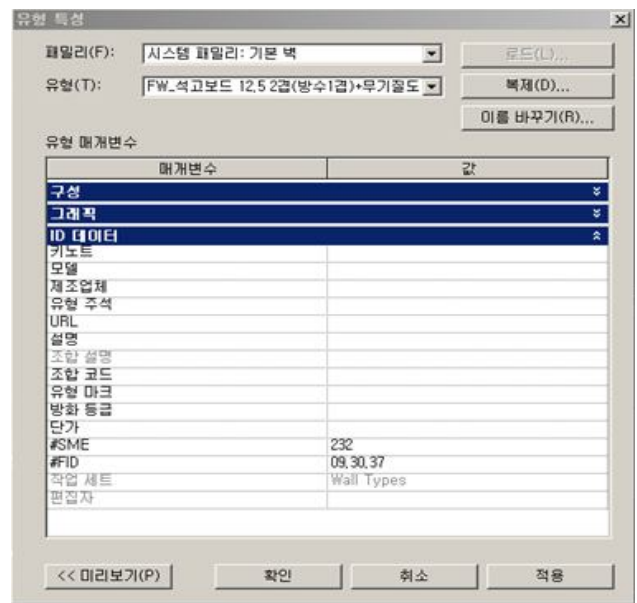 유형 특성
패밀리(F): 시스템 패밀리: 기본 벽 로드(L)...
유형(T): FW_석고보드 12.5 2겹(방수1겹)+무기질도 복제(D)...
이름 바꾸기(R)...
유형 매개변수
매개변수 값
구성
그래픽
ID 데이터
키노트
모델
제조업체
유형 주석
URL
설명
조합 설명
조합 코드
유형 마크
방화 등급
단가
#SME 232
#FID 09.30.37
작업 세트 Wall Types
편집자
<< 미리보기(P) 확인 취소 적용